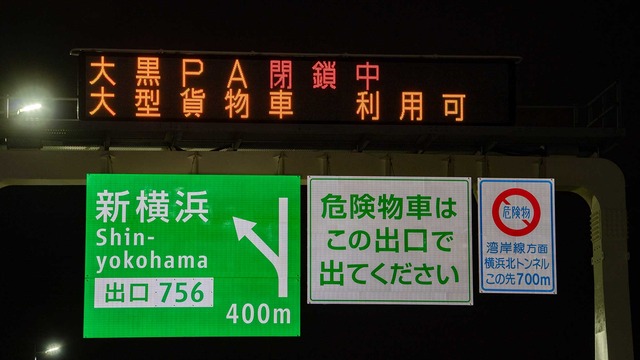 大黒PA閉鎖中
大型貨物車 利用可
新横浜
Shin-
yokohama
出口 756
400m
危険物車は
この出口で
出てください
危険物
湾岸線方面
横浜北トンネル
この先700m